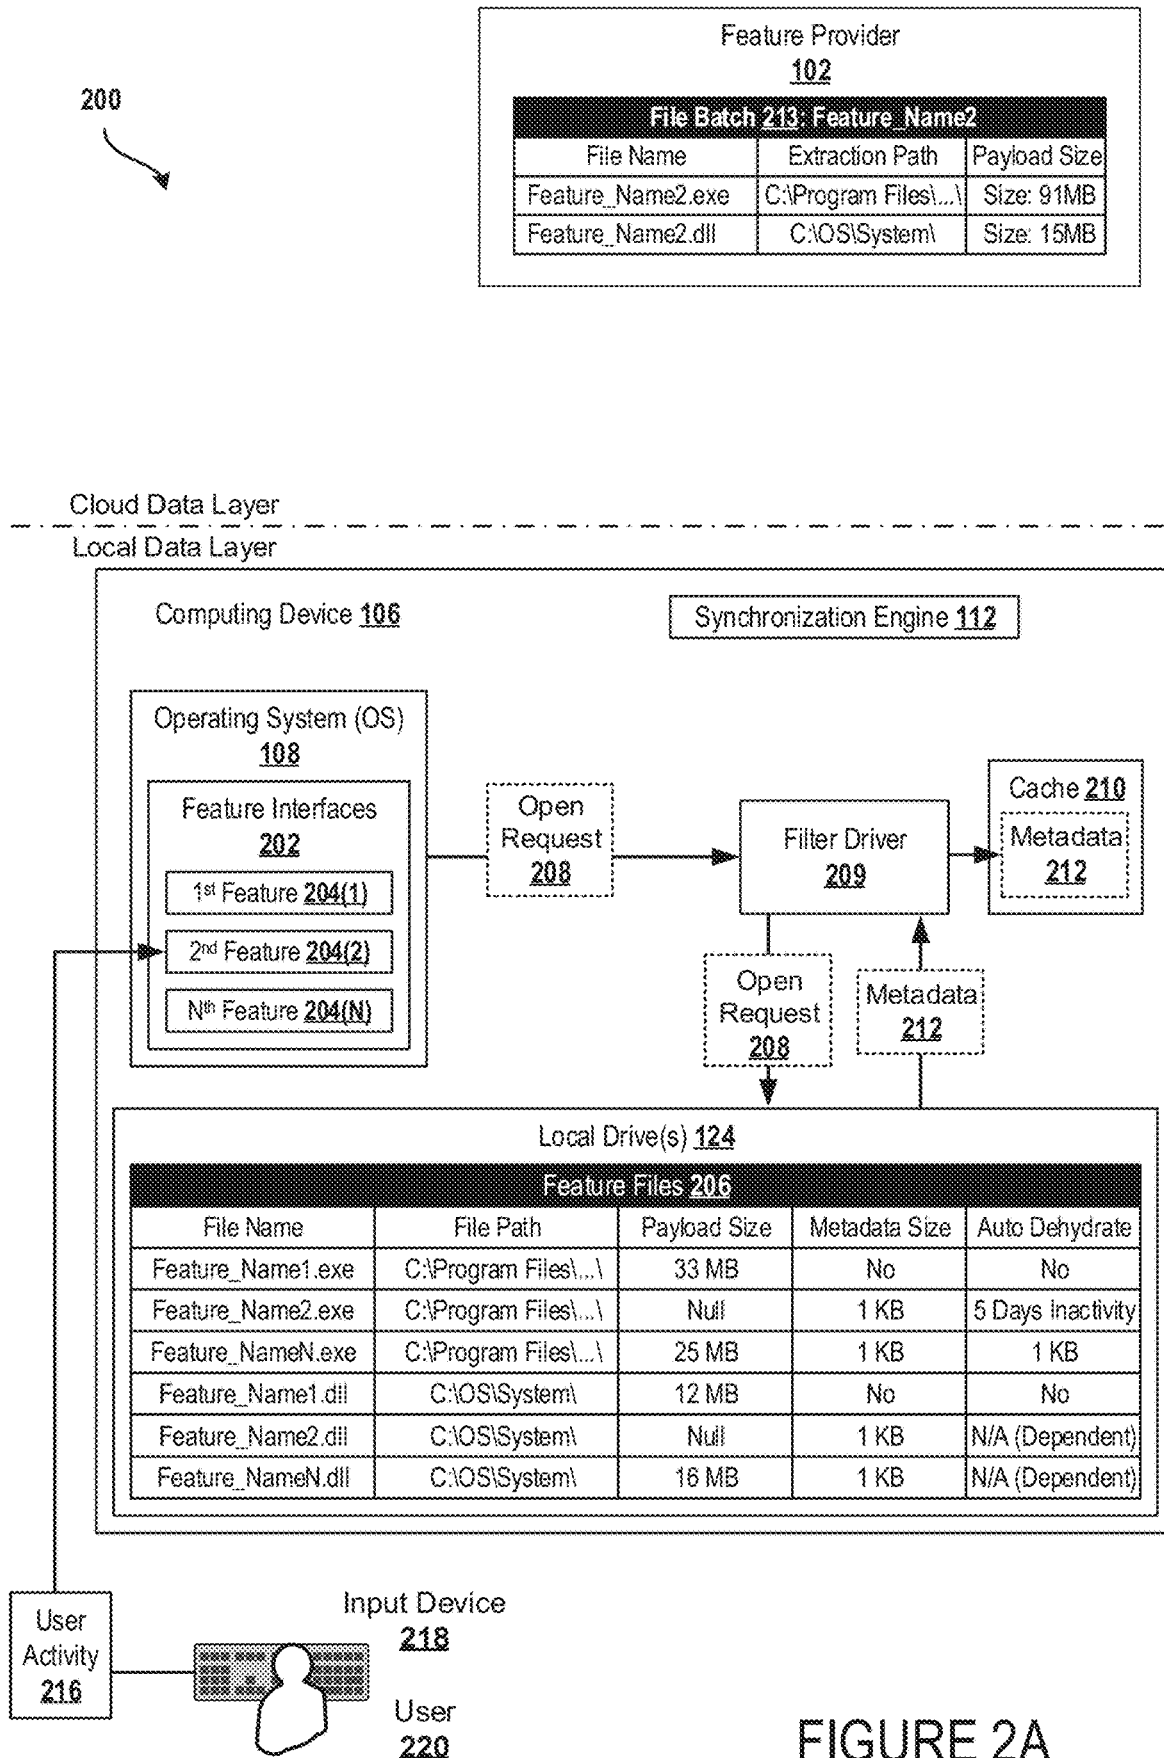 200
Feature Provider
102
File Batch 213: Feature_Name2
File Name Extraction Path Payload Size
Feature_Name2.exe C:\Program Files\...\ Size: 91MB
Feature_Name2.dll C:\OS\System\ Size: 15MB
Cloud Data Layer
Local Data Layer
Computing Device 106
Synchronization Engine 112
Operating System (OS)
108
Feature Interfaces
202
1st Feature 204(1)
2nd Feature 204(2)
Nth Feature 204(N)
Open
Request
208
Filter Driver
209
Cache 210
Metadata
212
Open
Request
208
Metadata
212
Local Drive(s) 124
Feature Files 206
File Name File Path Payload Size Metadata Size Auto Dehydrate
Feature_Name1.exe C:\Program Files\...\ 33 MB No No
Feature_Name2.exe C:\Program Files\...\ Null 1 KB 5 Days Inactivity
Feature_NameN.exe C:\Program Files\...\ 25 MB 1 KB 1 KB
Feature_Name1.dll C:\OS\System\ 12 MB No No
Feature_Name2.dll C:\OS\System\ Null 1 KB N/A (Dependent)
Feature_NameN.dll C:\OS\System\ 16 MB 1 KB N/A (Dependent)
User
Activity
216
Input Device
218
User
220
FIGURE 2A